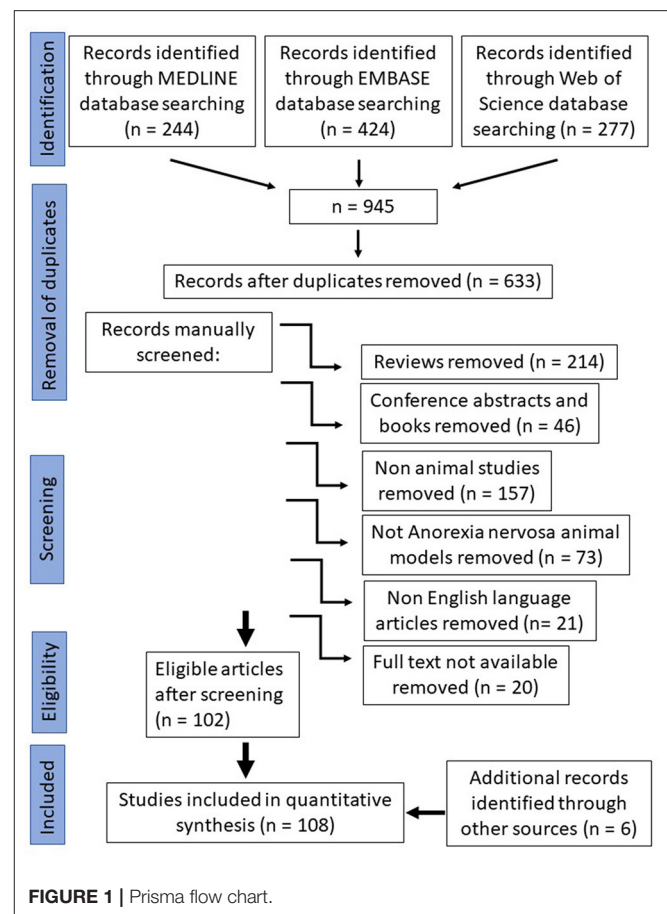 Identification
Records identified
through MEDLINE
database searching
(n = 244)
Records identified
through EMBASE
database searching
(n = 424)
Records identified
through Web of
Science database
searching (n = 277)
n = 945
Removal of duplicates
Records after duplicates removed (n = 633)
Records manually
screened:
Reviews removed (n = 214)
Conference abstracts and
books removed (n = 46)
Screening
Non animal studies
removed (n = 157)
Not Anorexia nervosa animal
models removed (n = 73)
Non English language
articles removed (n= 21)
Full text not available
removed (n = 20)
Eligibility
Eligible articles
after screening
(n = 102)
Included
Studies included in quantitative
synthesis (n = 108)
Additional records
identified through
other sources (n = 6)
FIGURE 1 | Prisma flow chart.